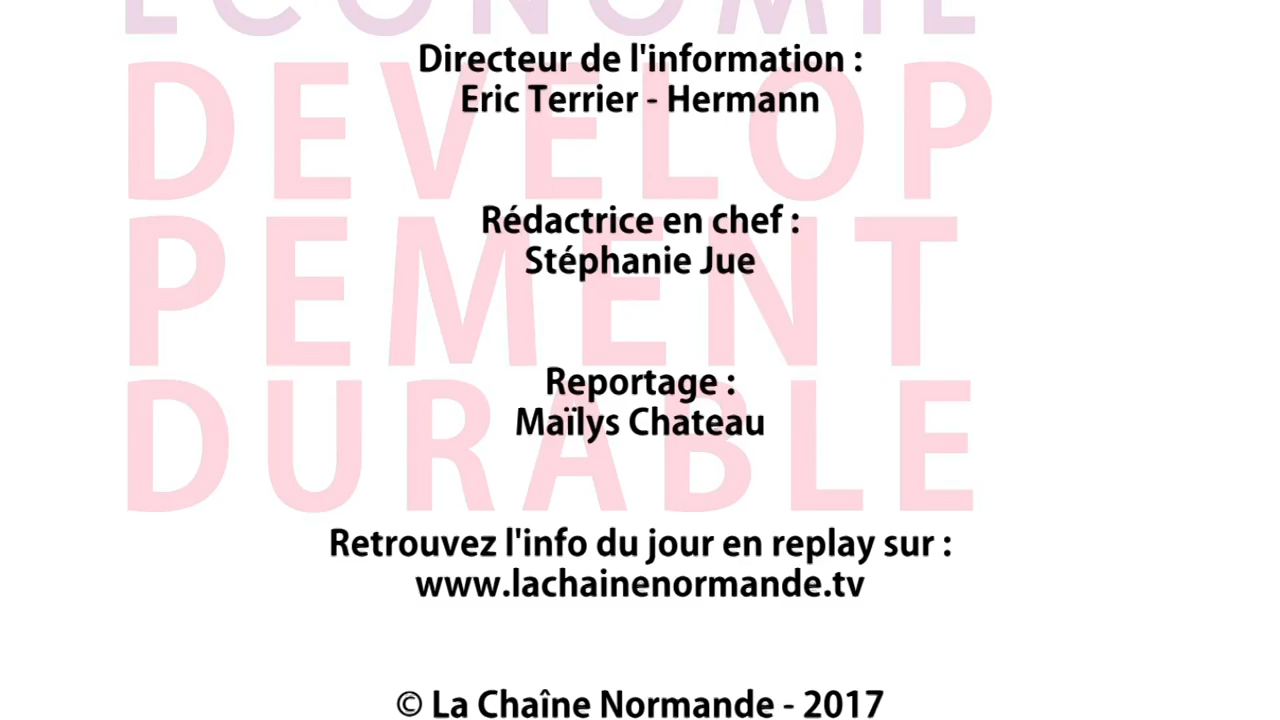 ECONOMIE
Directeur de l'information :
Eric Terrier - Hermann
DEVELOP
Rédactrice en chef :
Stéphanie Jue
PEMENT
Reportage :
Maïlys Chateau
DURABLE
Retrouvez l'info du jour en replay sur :
www.lachainenormande.tv
© La Chaîne Normande - 2017